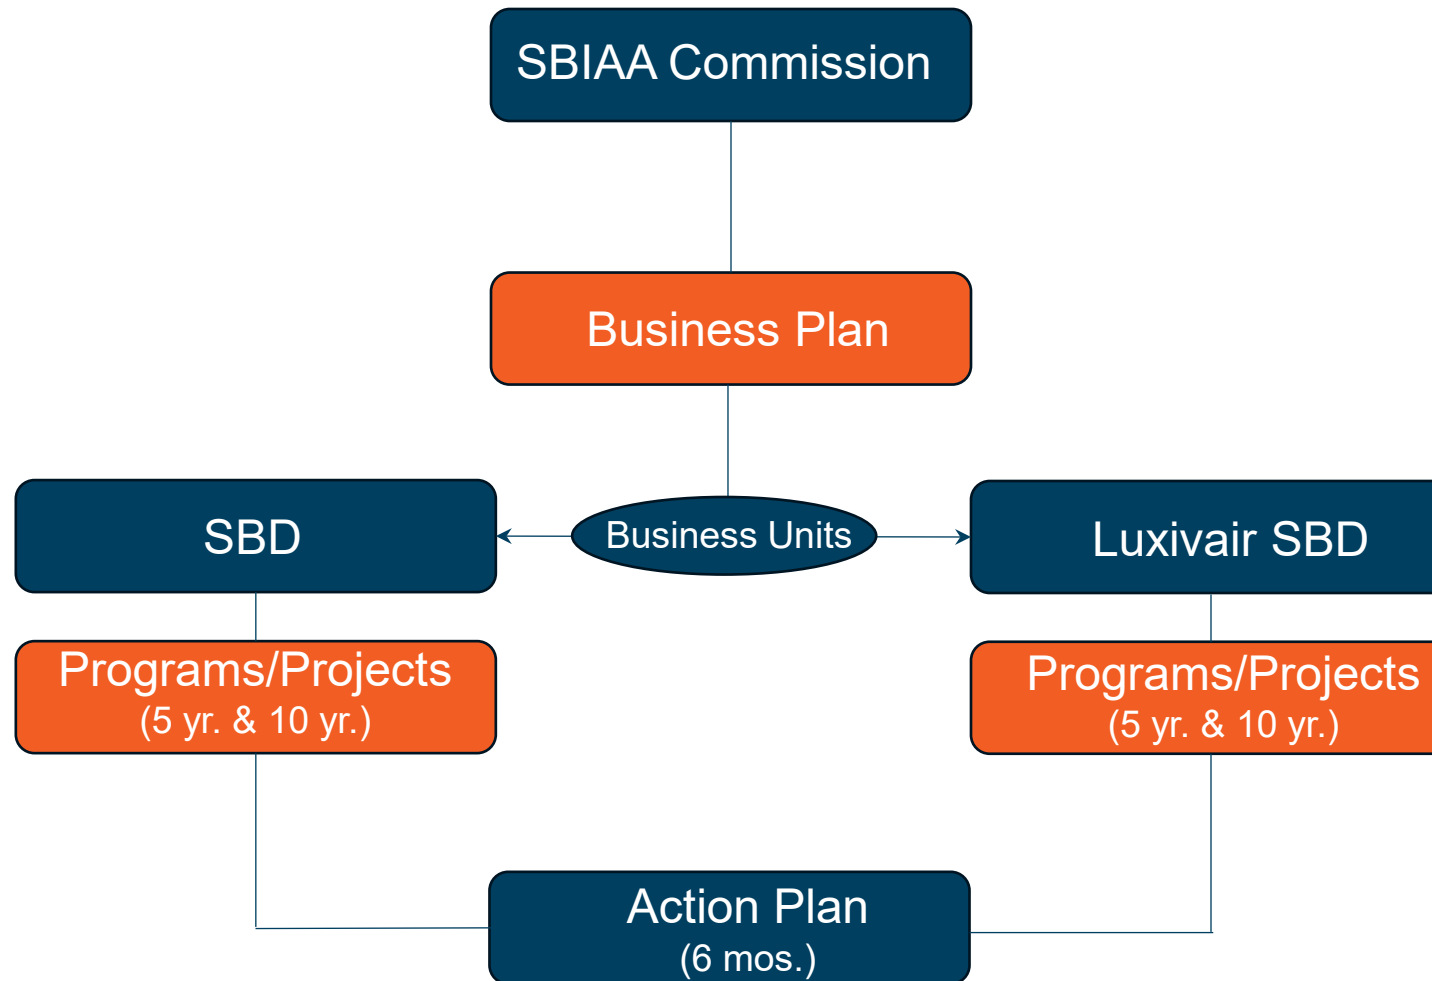 SBIAA Commission
Business Plan
SBD
Business Units
Luxivair SBD
Programs/Projects
(5 yr. & 10 yr.)
Programs/Projects
(5 yr. & 10 yr.)
Action Plan
(6 mos.)